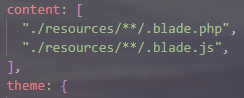 content: [
"./resources/**/.blade.php",
"./resources/**/.blade.js",
],
theme: {